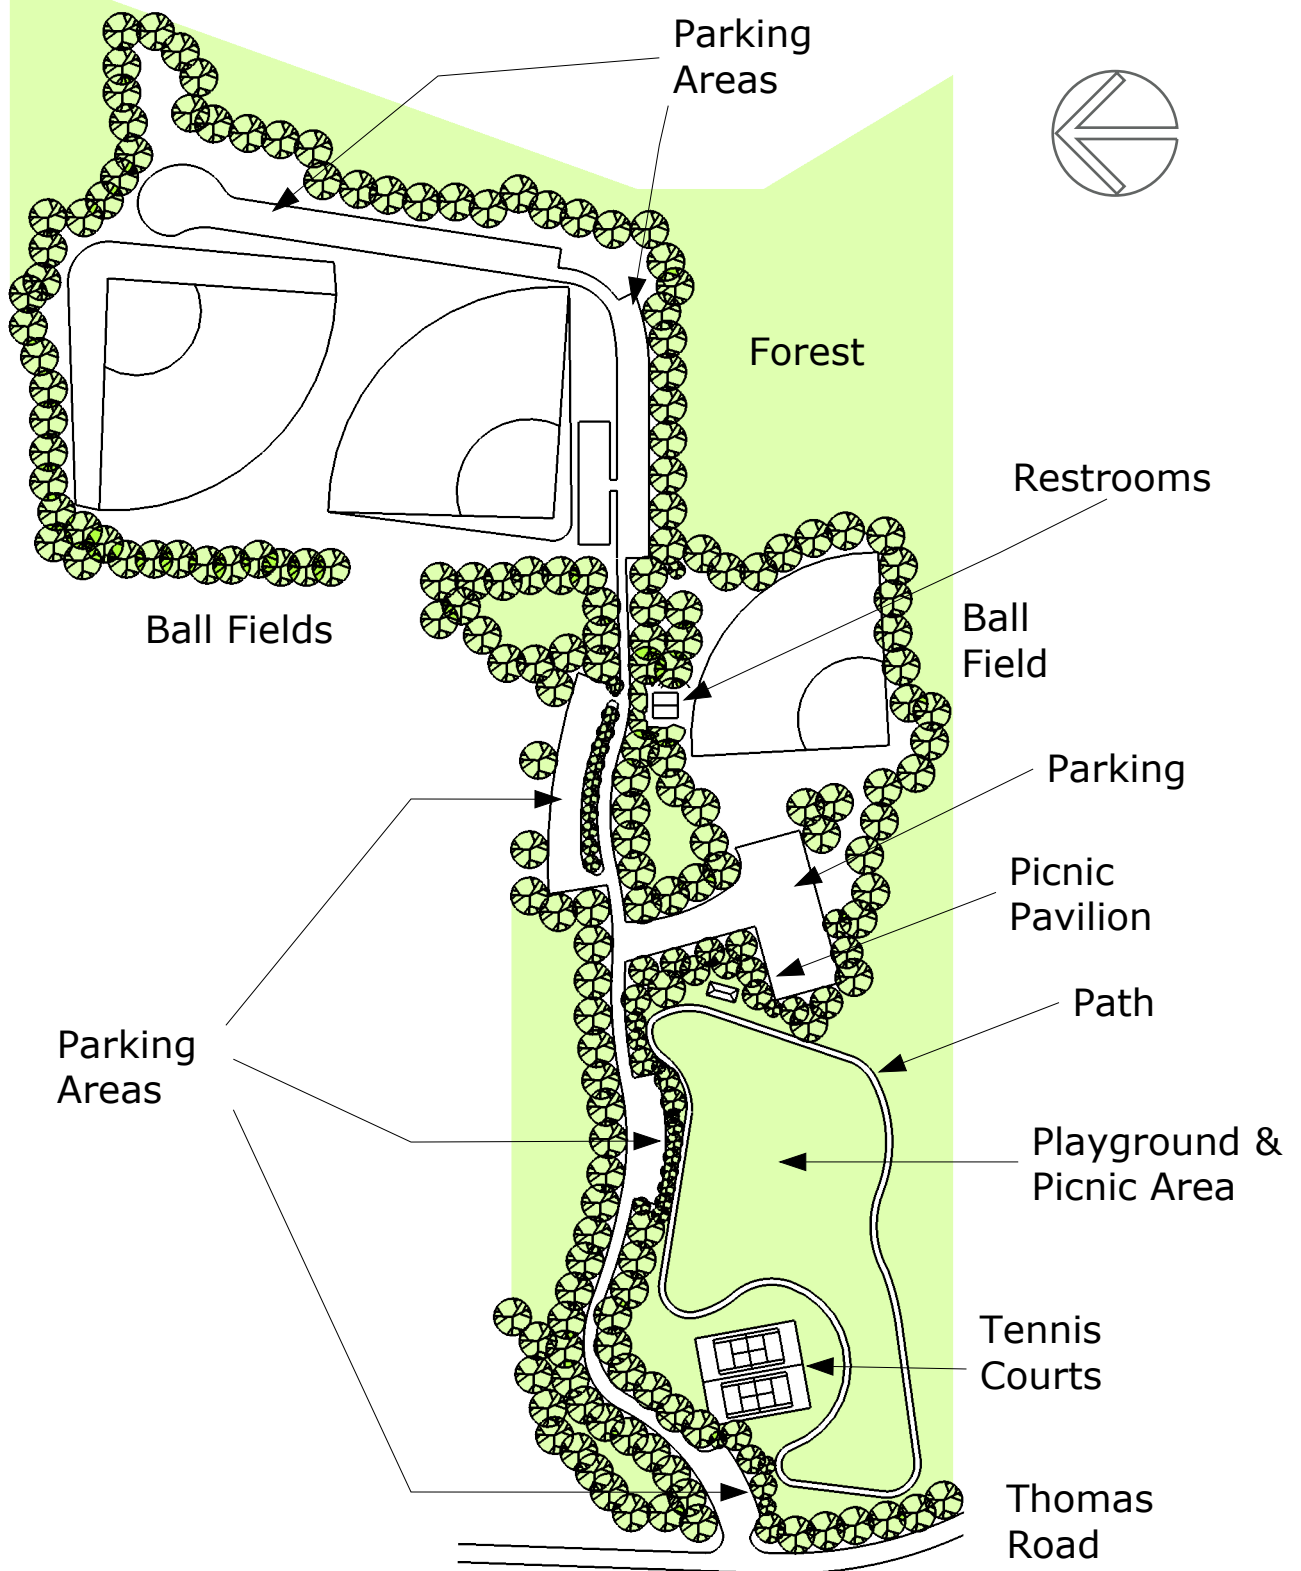 Parking
Areas
Forest
Restrooms
Ball Fields
Ball
Field
Parking
Picnic
Pavilion
Path
Parking
Areas
Playground &
Picnic Area
Tennis
Courts
Thomas
Road